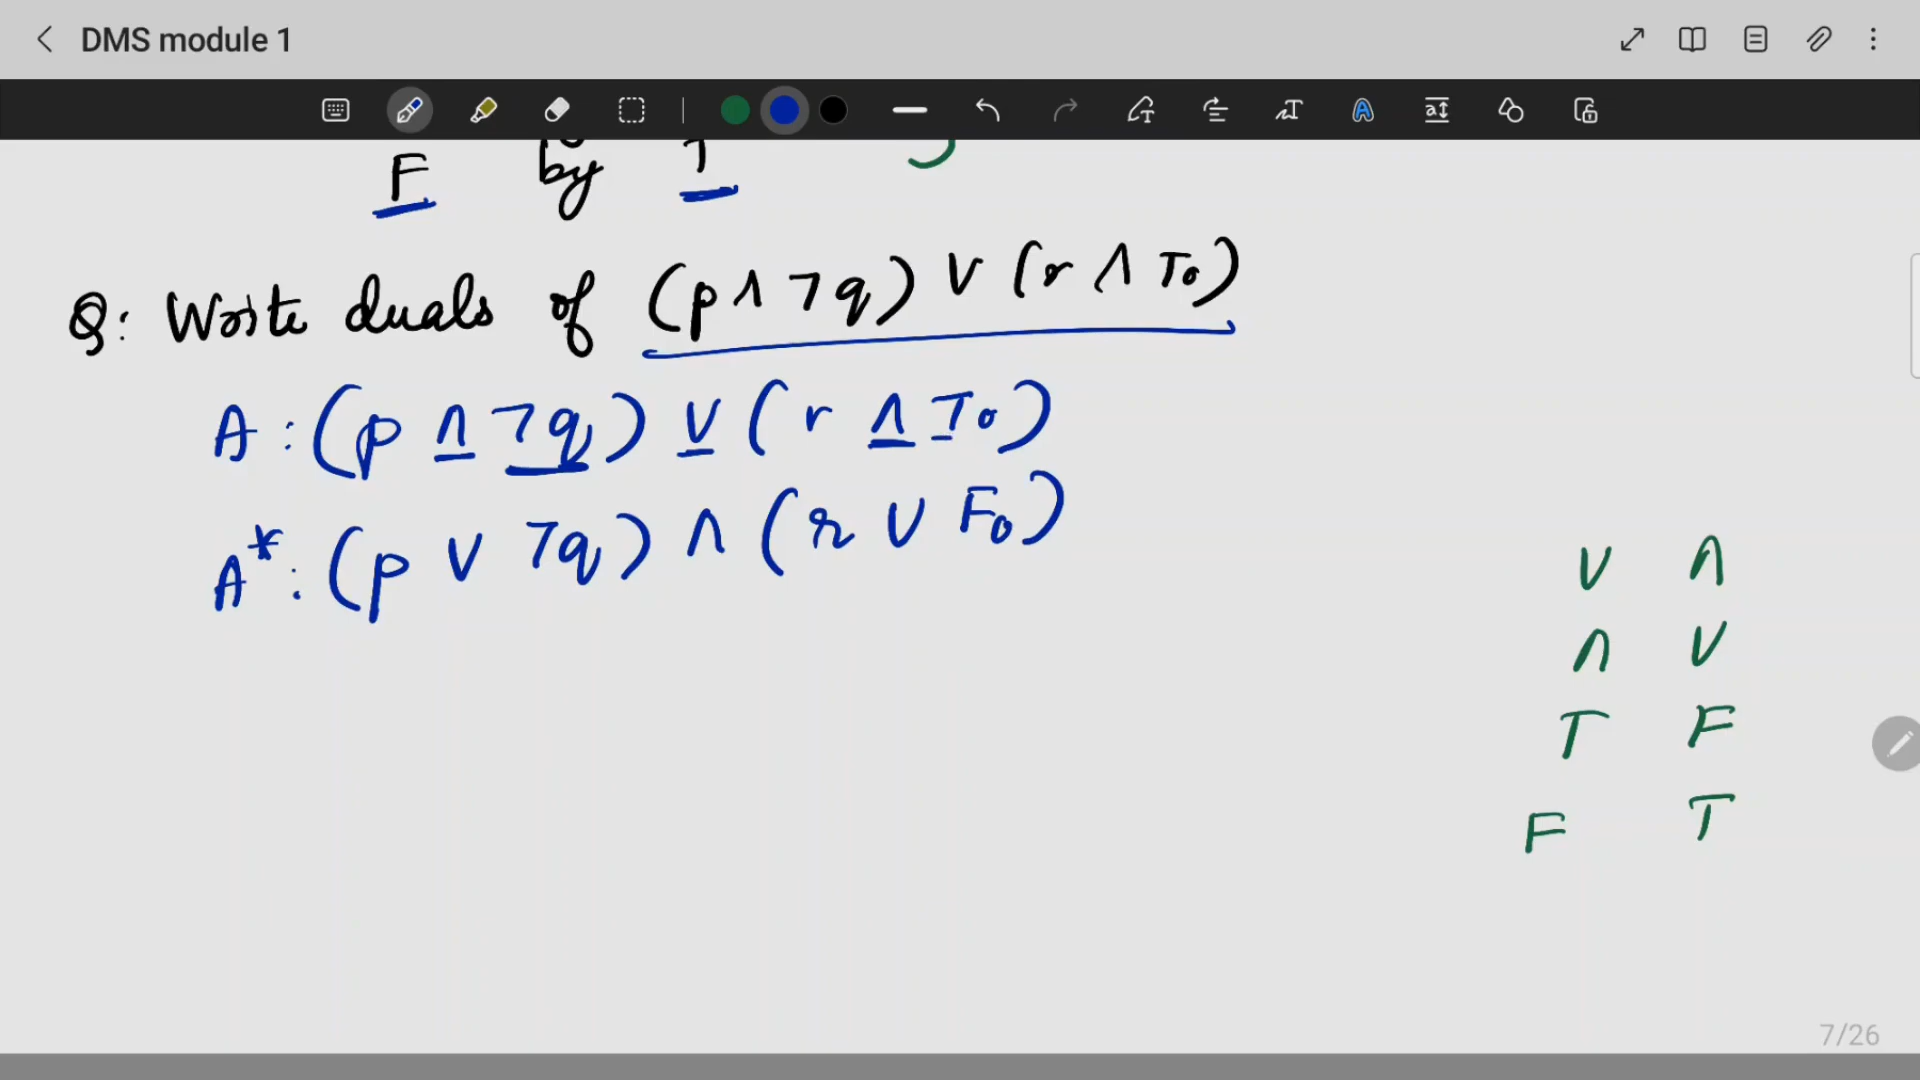 DMS module 1
F by T
Q: Write duals of (p ∧ ¬q) ∨ (r ∧ T₀)
A : (p ∧ ¬q) ∨ (r ∧ T₀)
A* : (p ∨ ¬q) ∧ (r ∨ F₀)
∨ ∧
∧ ∨
T F
F T
7/26